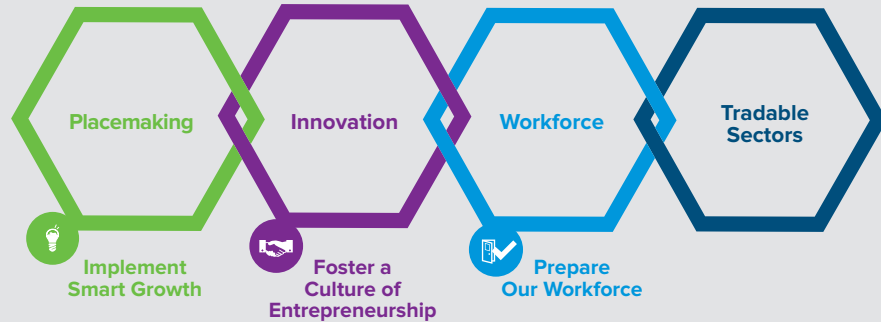 Placemaking
Innovation
Workforce
Tradable
Sectors
Implement
Smart Growth
Foster a
Culture of
Entrepreneurship
Prepare
Our Workforce